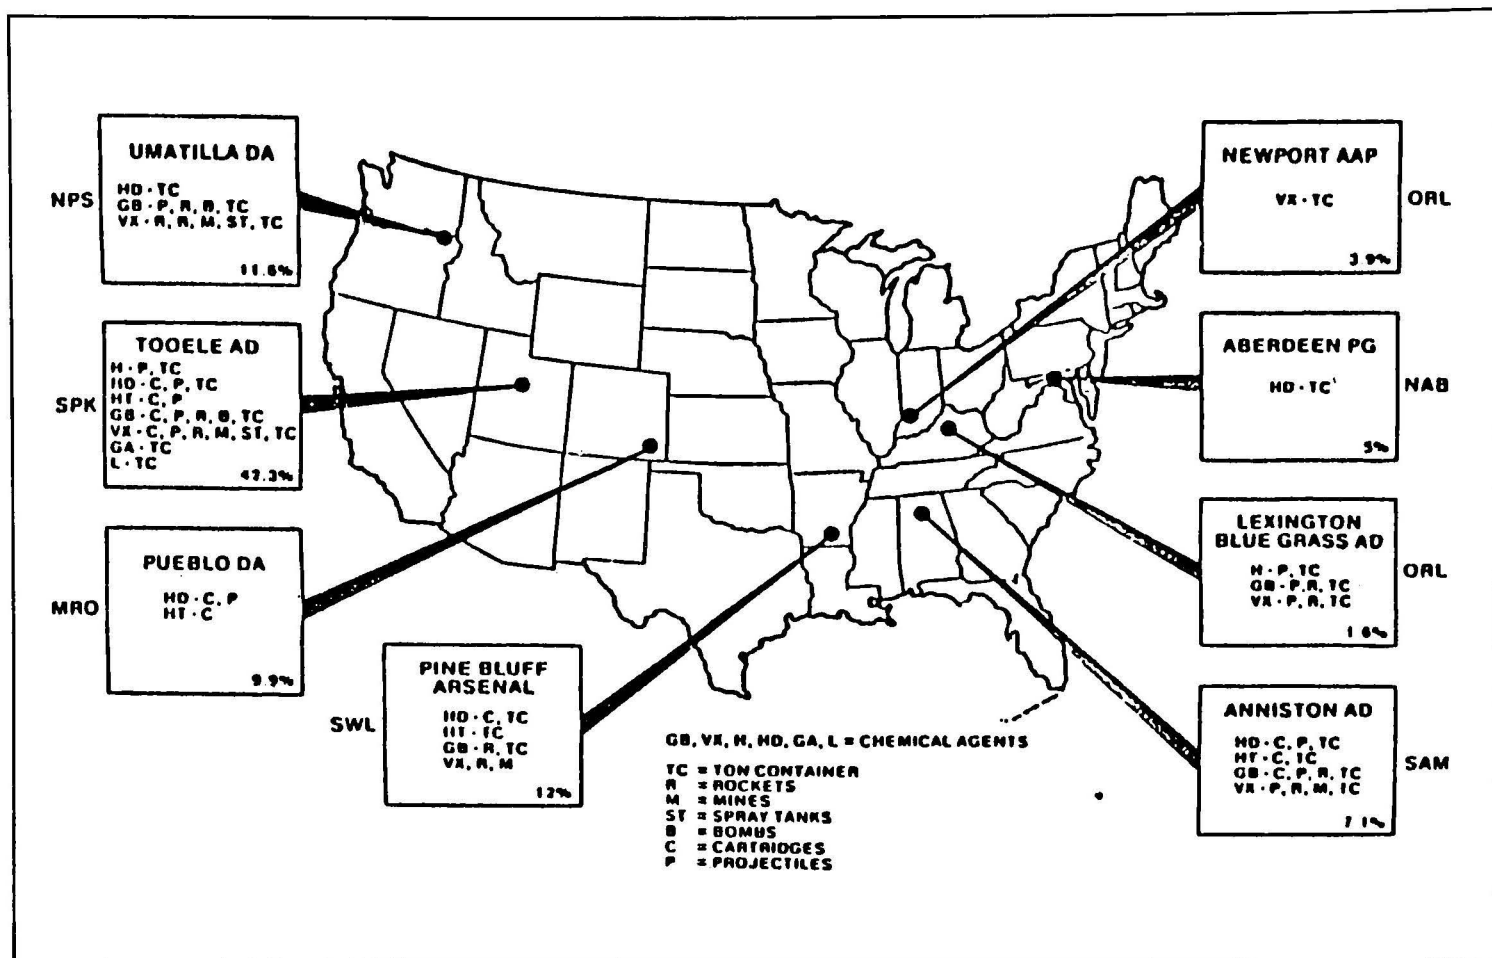 UMATILLA DA
HD - TC
GB - P, R, B, TC
VX - R, R, M, ST, TC
11.6%
NPS
TOOELE AD
H - P, TC
HD - C, P, TC
HT - C, P
GB - C, P, R, B, TC
VX - C, P, R, M, ST, TC
GA - TC
L - TC
42.3%
SPK
PUEBLO DA
HD - C, P
HT - C
9.9%
MRO
PINE BLUFF
ARSENAL
HD - C, TC
HT - TC
GB - R, TC
VX, R, M
12%
SWL
GB, VX, H, HD, GA, L = CHEMICAL AGENTS
TC = TON CONTAINER
R = ROCKETS
M = MINES
ST = SPRAY TANKS
B = BOMBS
C = CARTRIDGES
P = PROJECTILES
NEWPORT AAP
VX - TC
3.9%
ORL
ABERDEEN PG
HD - TC
5%
NAB
LEXINGTON
BLUE GRASS AD
H - P, TC
GB - P, R, TC
VX - P, R, TC
1.6%
ORL
ANNISTON AD
HD - C, P, TC
HT - C, TC
GB - C, P, R, TC
VX - P, R, M, TC
7.1%
SAM